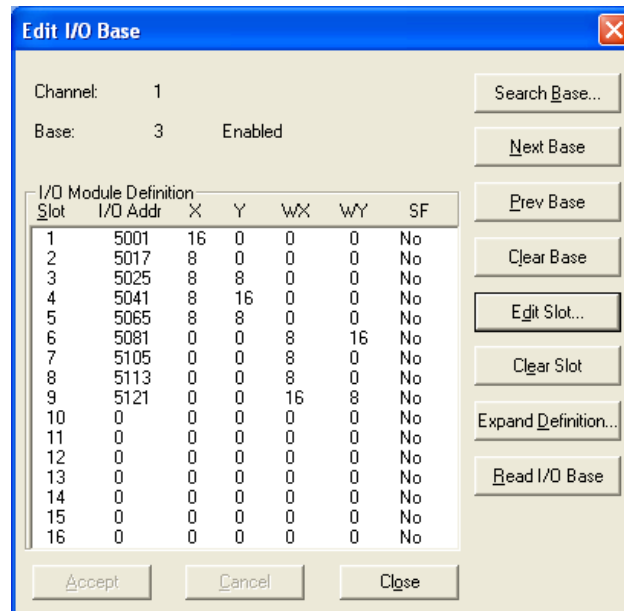 Edit I/O Base
Channel: 1
Base: 3 Enabled
I/O Module Definition
Slot I/O Addr X Y WX WY SF
1 5001 16 0 0 0 No
2 5017 8 0 0 0 No
3 5025 8 8 0 0 No
4 5041 8 16 0 0 No
5 5065 8 8 0 0 No
6 5081 0 0 8 16 No
7 5105 0 0 8 0 No
8 5113 0 0 8 0 No
9 5121 0 0 16 8 No
10 0 0 0 0 0 No
11 0 0 0 0 0 No
12 0 0 0 0 0 No
13 0 0 0 0 0 No
14 0 0 0 0 0 No
15 0 0 0 0 0 No
16 0 0 0 0 0 No
Accept Cancel Close
Search Base...
Next Base
Prev Base
Clear Base
Edit Slot...
Clear Slot
Expand Definition...
Read I/O Base